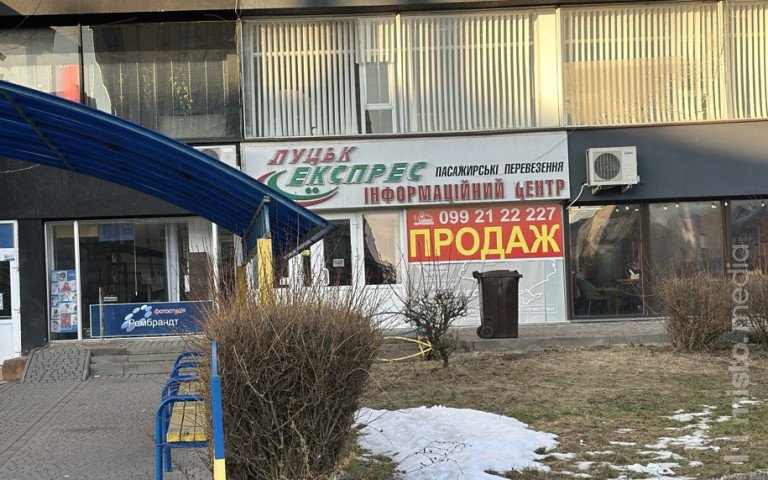 ЛУЦЬК
ЕКСПРЕС
ПАСАЖИРСЬКІ ПЕРЕВЕЗЕННЯ
ІНФОРМАЦІЙНИЙ ЦЕНТР
099 21 22 227
ПРОДАЖ
фотостудія
Рембрандт
misto.media